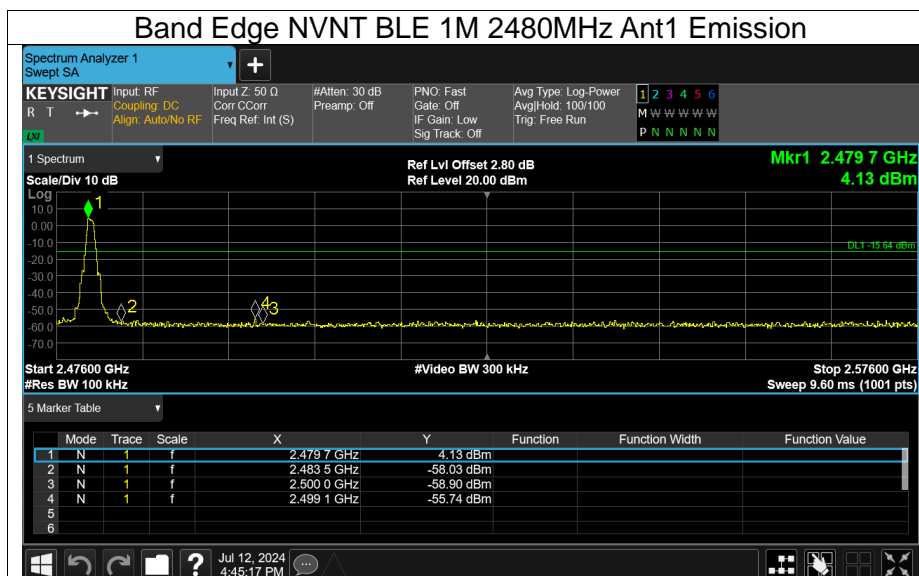 Band Edge NVNT BLE 1M 2480MHz Ant1 Emission
Spectrum Analyzer 1
Swept SA
KEYSIGHT
R T
LXI
Input: RF
Coupling: DC
Align: Auto/No RF
Input Z: 50 Ω
Corr CCorr
Freq Ref: Int (S)
#Atten: 30 dB
Preamp: Off
PNO: Fast
Gate: Off
IF Gain: Low
Sig Track: Off
Avg Type: Log-Power
Avg|Hold: 100/100
Trig: Free Run
1 2 3 4 5 6
M W W W W W
P N N N N N
1 Spectrum
Scale/Div 10 dB
Ref Lvl Offset 2.80 dB
Ref Level 20.00 dBm
Mkr1 2.479 7 GHz
4.13 dBm
Log
10.0
0.00
-10.0
-20.0
-30.0
-40.0
-50.0
-60.0
-70.0
1
2
4
3
DL1 -15.64 dBm
Start 2.47600 GHz
#Video BW 300 kHz
Stop 2.57600 GHz
#Res BW 100 kHz
Sweep 9.60 ms (1001 pts)
5 Marker Table
Mode Trace Scale X Y Function Function Width Function Value
1 N 1 f 2.479 7 GHz 4.13 dBm
2 N 1 f 2.483 5 GHz -58.03 dBm
3 N 1 f 2.500 0 GHz -58.90 dBm
4 N 1 f 2.499 1 GHz -55.74 dBm
5
6
?
Jul 12, 2024
4:45:17 PM